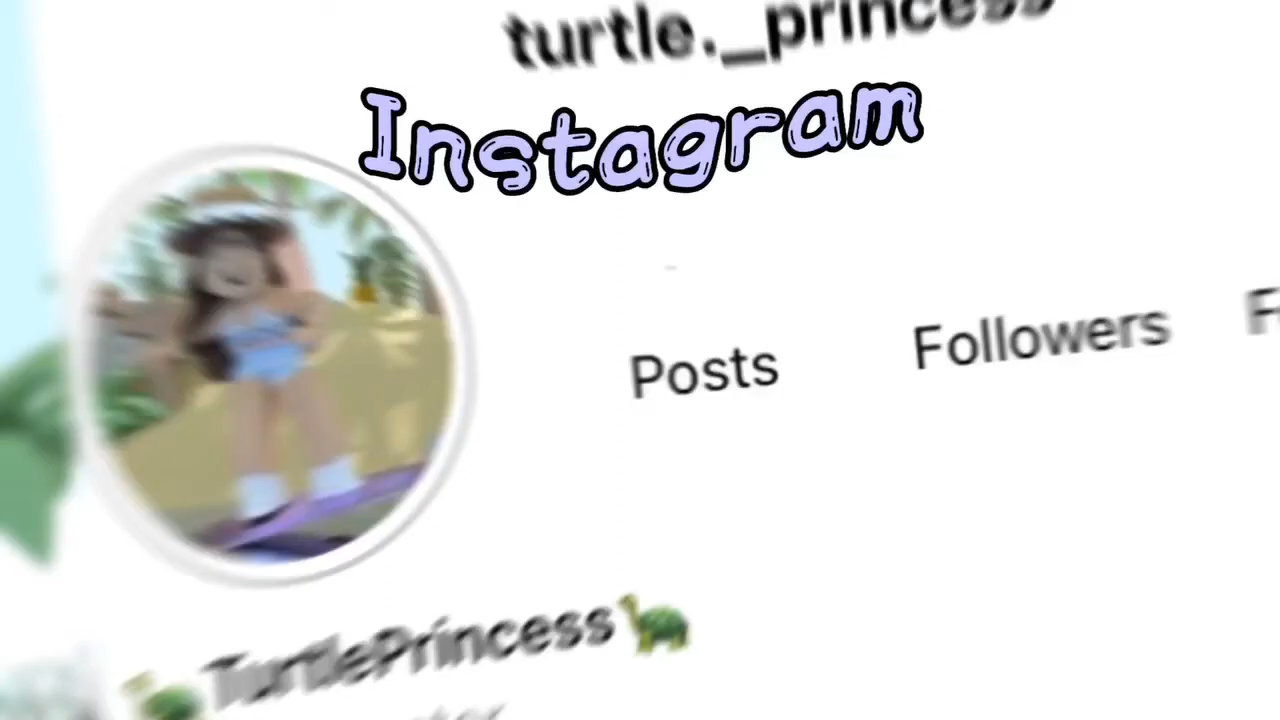 turtle._princess
Instagram
Posts Followers
🐢TurtlePrincess🐢